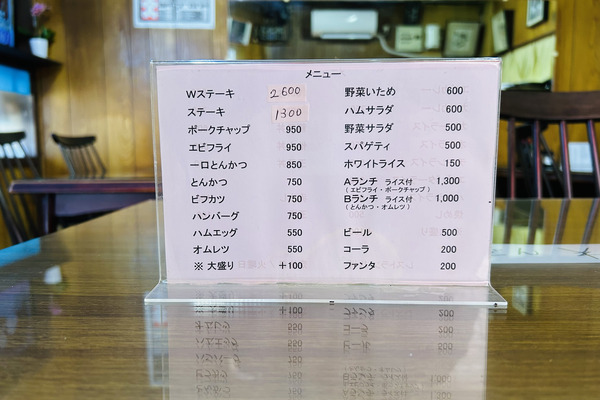 メニュー
Wステーキ 2600
ステーキ 1300
ポークチャップ 950
エビフライ 950
一口とんかつ 850
とんかつ 750
ビフカツ 750
ハンバーグ 750
ハムエッグ 550
オムレツ 550
※ 大盛り +100
野菜いため 600
ハムサラダ 600
野菜サラダ 500
スパゲティ 500
ホワイトライス 150
Aランチ ライス付 1,300
(エビフライ・ポークチャップ)
Bランチ ライス付 1,000
(とんかつ・オムレツ)
ビール 500
コーラ 200
ファンタ 200